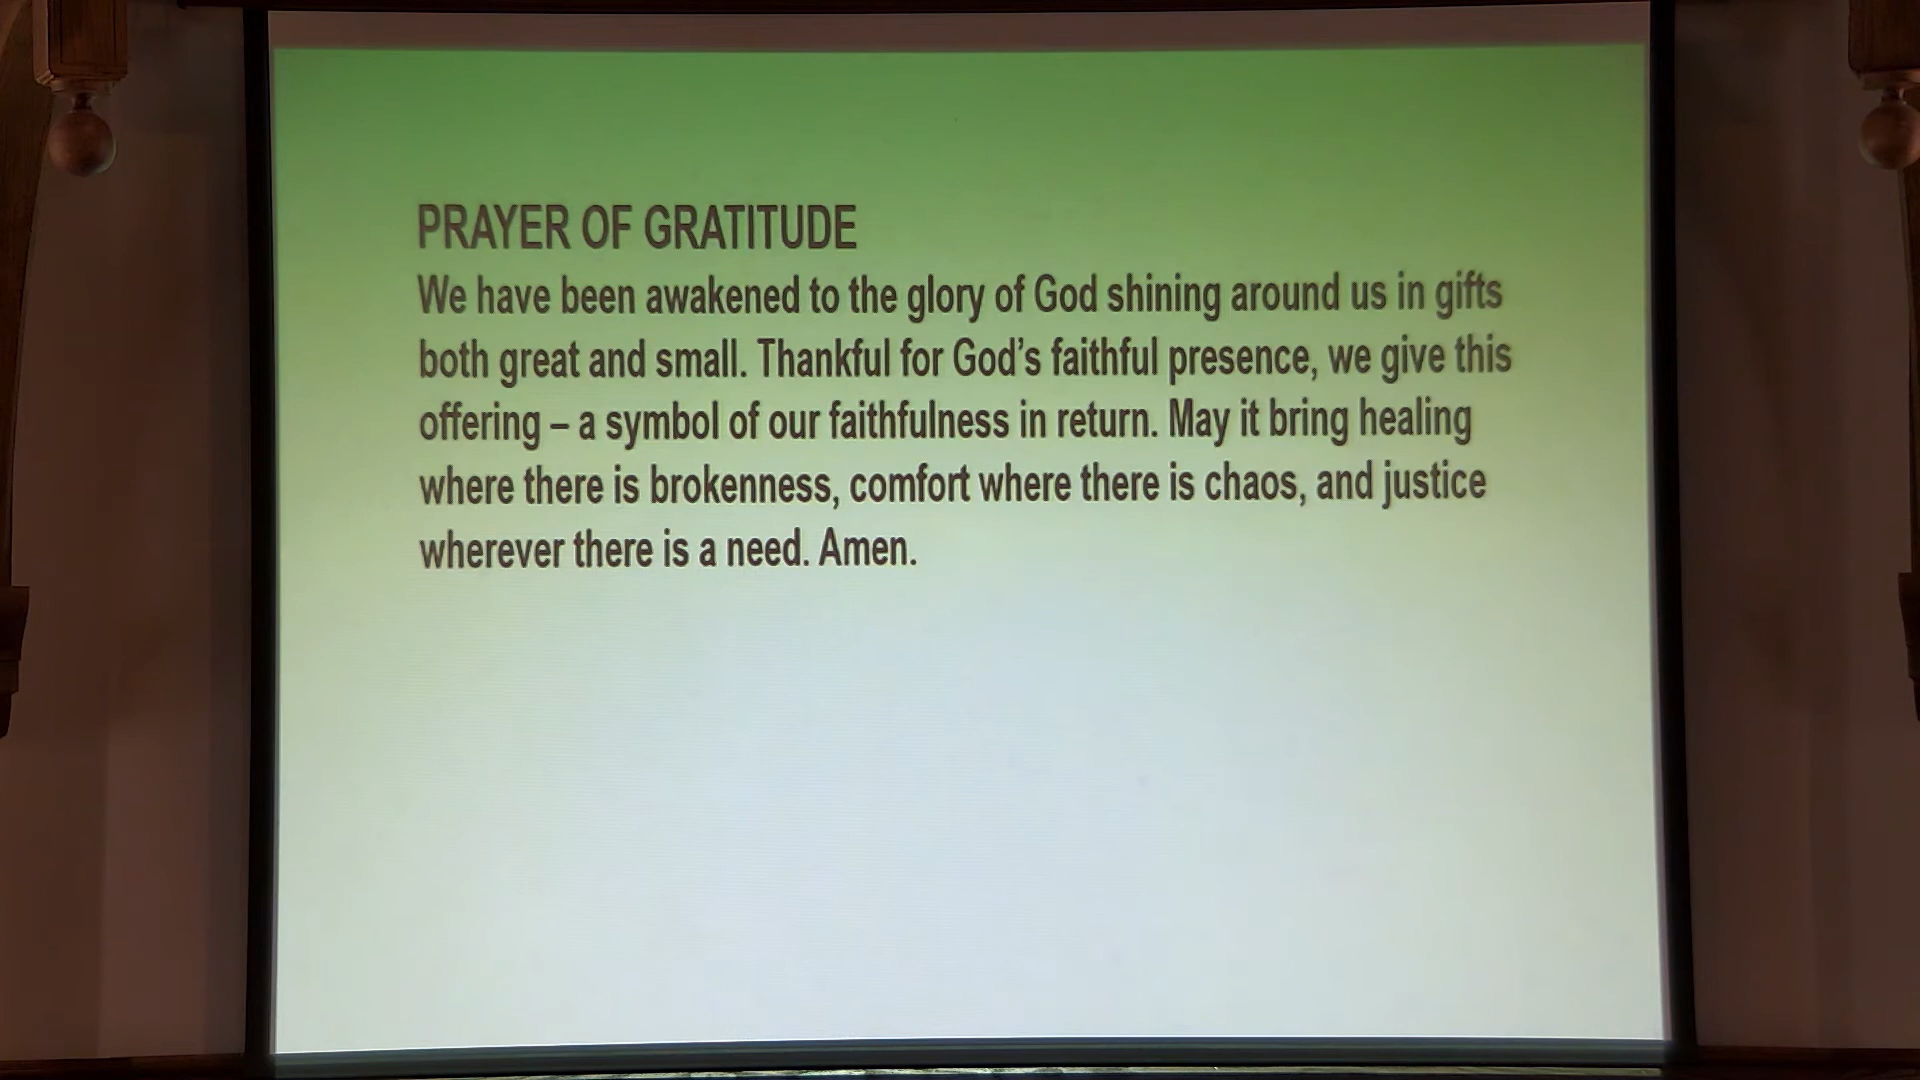 PRAYER OF GRATITUDE
We have been awakened to the glory of God shining around us in gifts
both great and small. Thankful for God’s faithful presence, we give this
offering – a symbol of our faithfulness in return. May it bring healing
where there is brokenness, comfort where there is chaos, and justice
wherever there is a need. Amen.